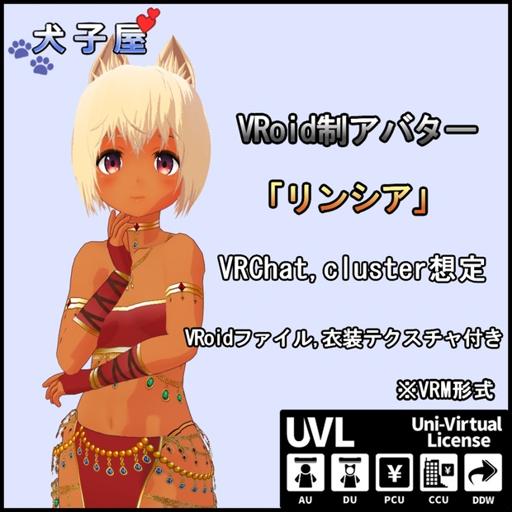 犬子屋
VRoid制アバター
「リンシア」
VRChat,cluster想定
VRoidファイル,衣装テクスチャ付き
※VRM形式
UVL
Uni-Virtual
License
¥
AU DU PCU CCU DDW